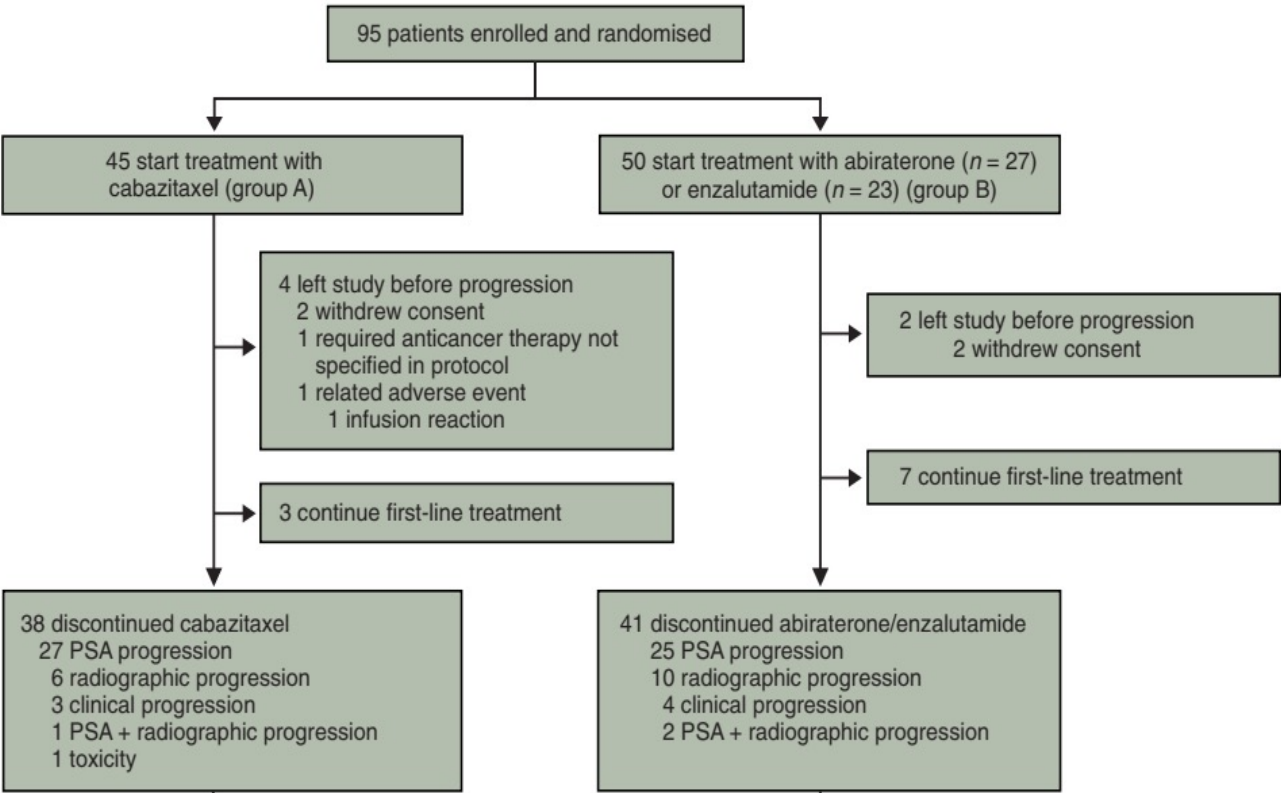 95 patients enrolled and randomised
45 start treatment with
cabazitaxel (group A)
50 start treatment with abiraterone (n = 27)
or enzalutamide (n = 23) (group B)
4 left study before progression
2 withdrew consent
1 required anticancer therapy not
specified in protocol
1 related adverse event
1 infusion reaction
2 left study before progression
2 withdrew consent
7 continue first-line treatment
3 continue first-line treatment
38 discontinued cabazitaxel
27 PSA progression
6 radiographic progression
3 clinical progression
1 PSA + radiographic progression
1 toxicity
41 discontinued abiraterone/enzalutamide
25 PSA progression
10 radiographic progression
4 clinical progression
2 PSA + radiographic progression